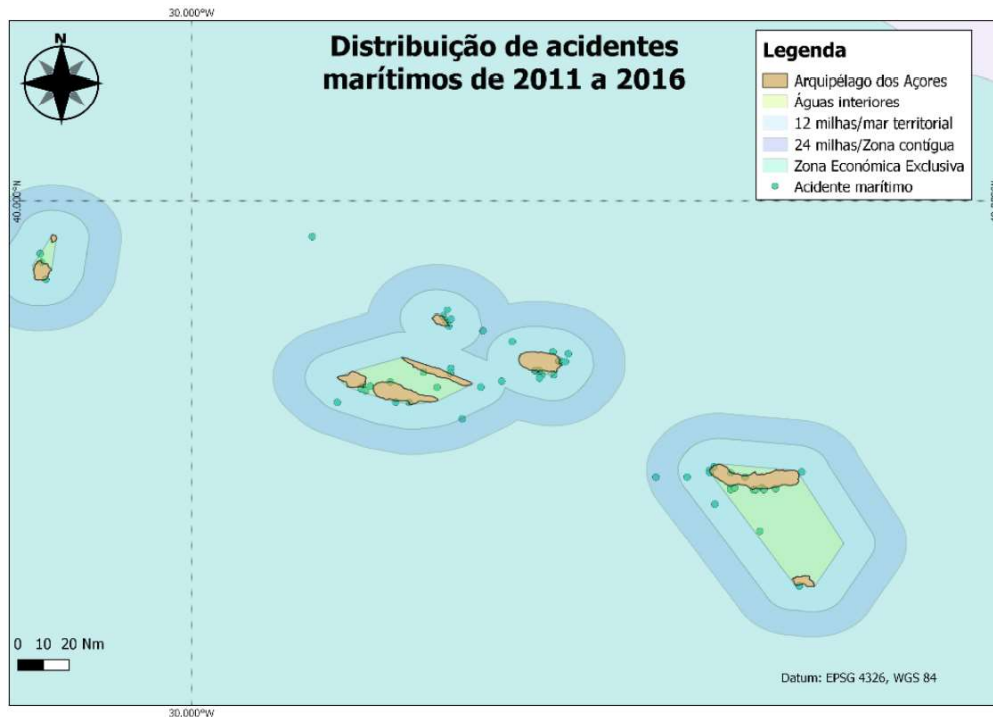 30.000°W
N
Distribuição de acidentes
marítimos de 2011 a 2016
Legenda
Arquipélago dos Açores
Águas interiores
12 milhas/mar territorial
24 milhas/Zona contígua
Zona Económica Exclusiva
Acidente marítimo
40.000°N
0 10 20 Nm
Datum: EPSG 4326, WGS 84
30.000°W